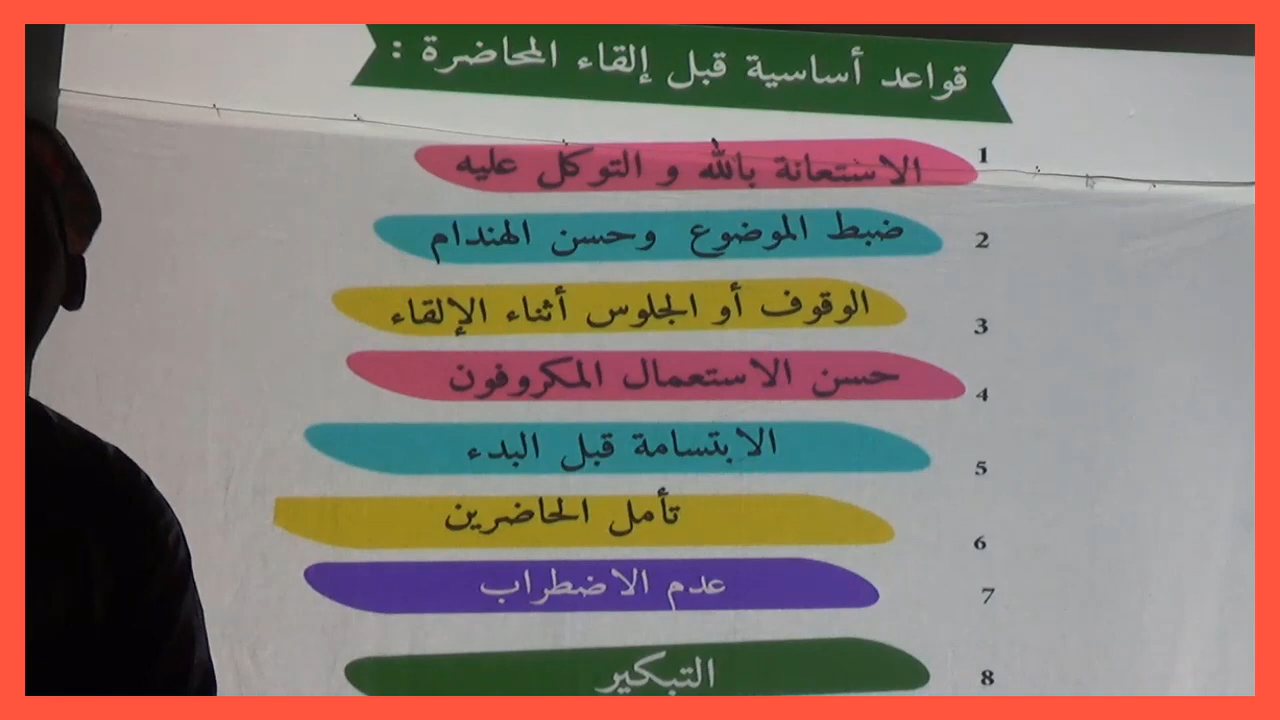 قواعد أساسية قبل إلقاء المحاضرة :
1 الاستعانة بالله و التوكل عليه
2 ضبط الموضوع وحسن الهندام
3 الوقوف أو الجلوس أثناء الإلقاء
4 حسن الاستعمال المكروفون
5 الابتسامة قبل البدء
6 تأمل الحاضرين
7 عدم الاضطراب
8 التبكير